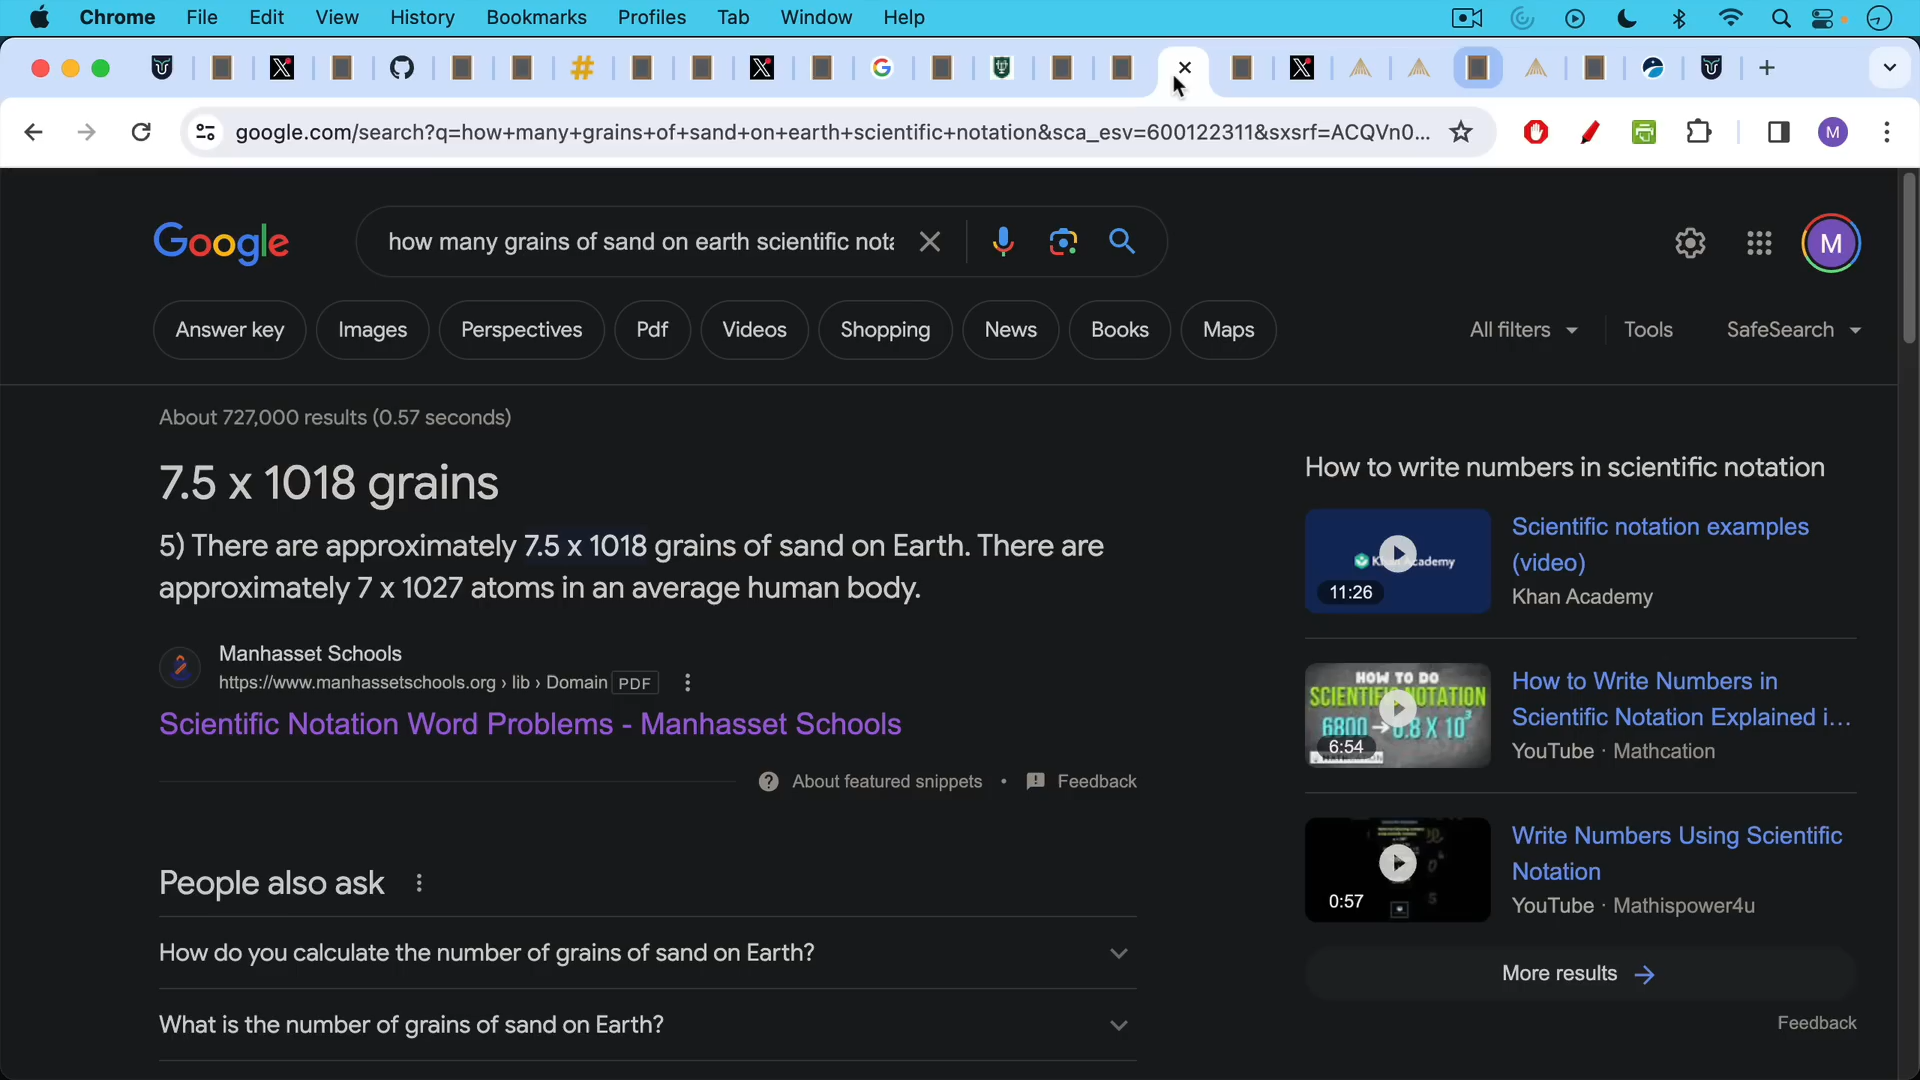 Chrome File Edit View History Bookmarks Profiles Tab Window Help
google.com/search?q=how+many+grains+of+sand+on+earth+scientific+notation&sca_esv=600122311&sxsrf=ACQVn0...
M
Google
how many grains of sand on earth scientific nota
M
Answer key Images Perspectives Pdf Videos Shopping News Books Maps All filters Tools SafeSearch
About 727,000 results (0.57 seconds)
7.5 x 1018 grains
5) There are approximately 7.5 x 1018 grains of sand on Earth. There are
approximately 7 x 1027 atoms in an average human body.
Manhasset Schools
https://www.manhassetschools.org › lib › Domain PDF
Scientific Notation Word Problems - Manhasset Schools
About featured snippets • Feedback
People also ask
How do you calculate the number of grains of sand on Earth?
What is the number of grains of sand on Earth?
How to write numbers in scientific notation
Khan Academy
11:26
Scientific notation examples
(video)
Khan Academy
HOW TO DO
SCIENTIFIC NOTATION
6800 → 6.8 X 10³
6:54
How to Write Numbers in
Scientific Notation Explained i...
YouTube · Mathcation
0:57
Write Numbers Using Scientific
Notation
YouTube · Mathispower4u
More results
Feedback